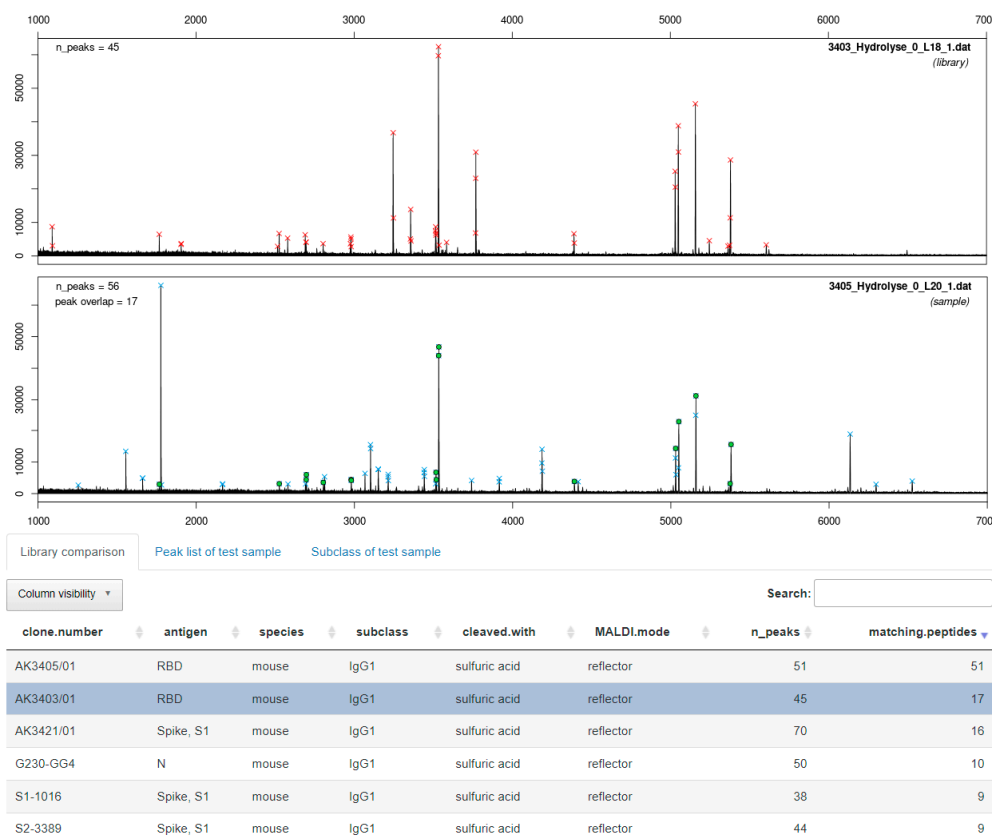 1000 2000 3000 4000 5000 6000 700
n_peaks = 45
3403_Hydrolyse_0_L18_1.dat
(library)
0 10000 30000 50000
n_peaks = 56
peak overlap = 17
3405_Hydrolyse_0_L20_1.dat
(sample)
0 10000 30000 50000
1000 2000 3000 4000 5000 6000 700
Library comparison Peak list of test sample Subclass of test sample
Column visibility Search:
clone.number antigen species subclass cleaved.with MALDI.mode n_peaks matching.peptides
AK3405/01 RBD mouse IgG1 sulfuric acid reflector 51 51
AK3403/01 RBD mouse IgG1 sulfuric acid reflector 45 17
AK3421/01 Spike, S1 mouse IgG1 sulfuric acid reflector 70 16
G230-GG4 N mouse IgG1 sulfuric acid reflector 50 10
S1-1016 Spike, S1 mouse IgG1 sulfuric acid reflector 38 9
S2-3389 Spike, S1 mouse IgG1 sulfuric acid reflector 44 9